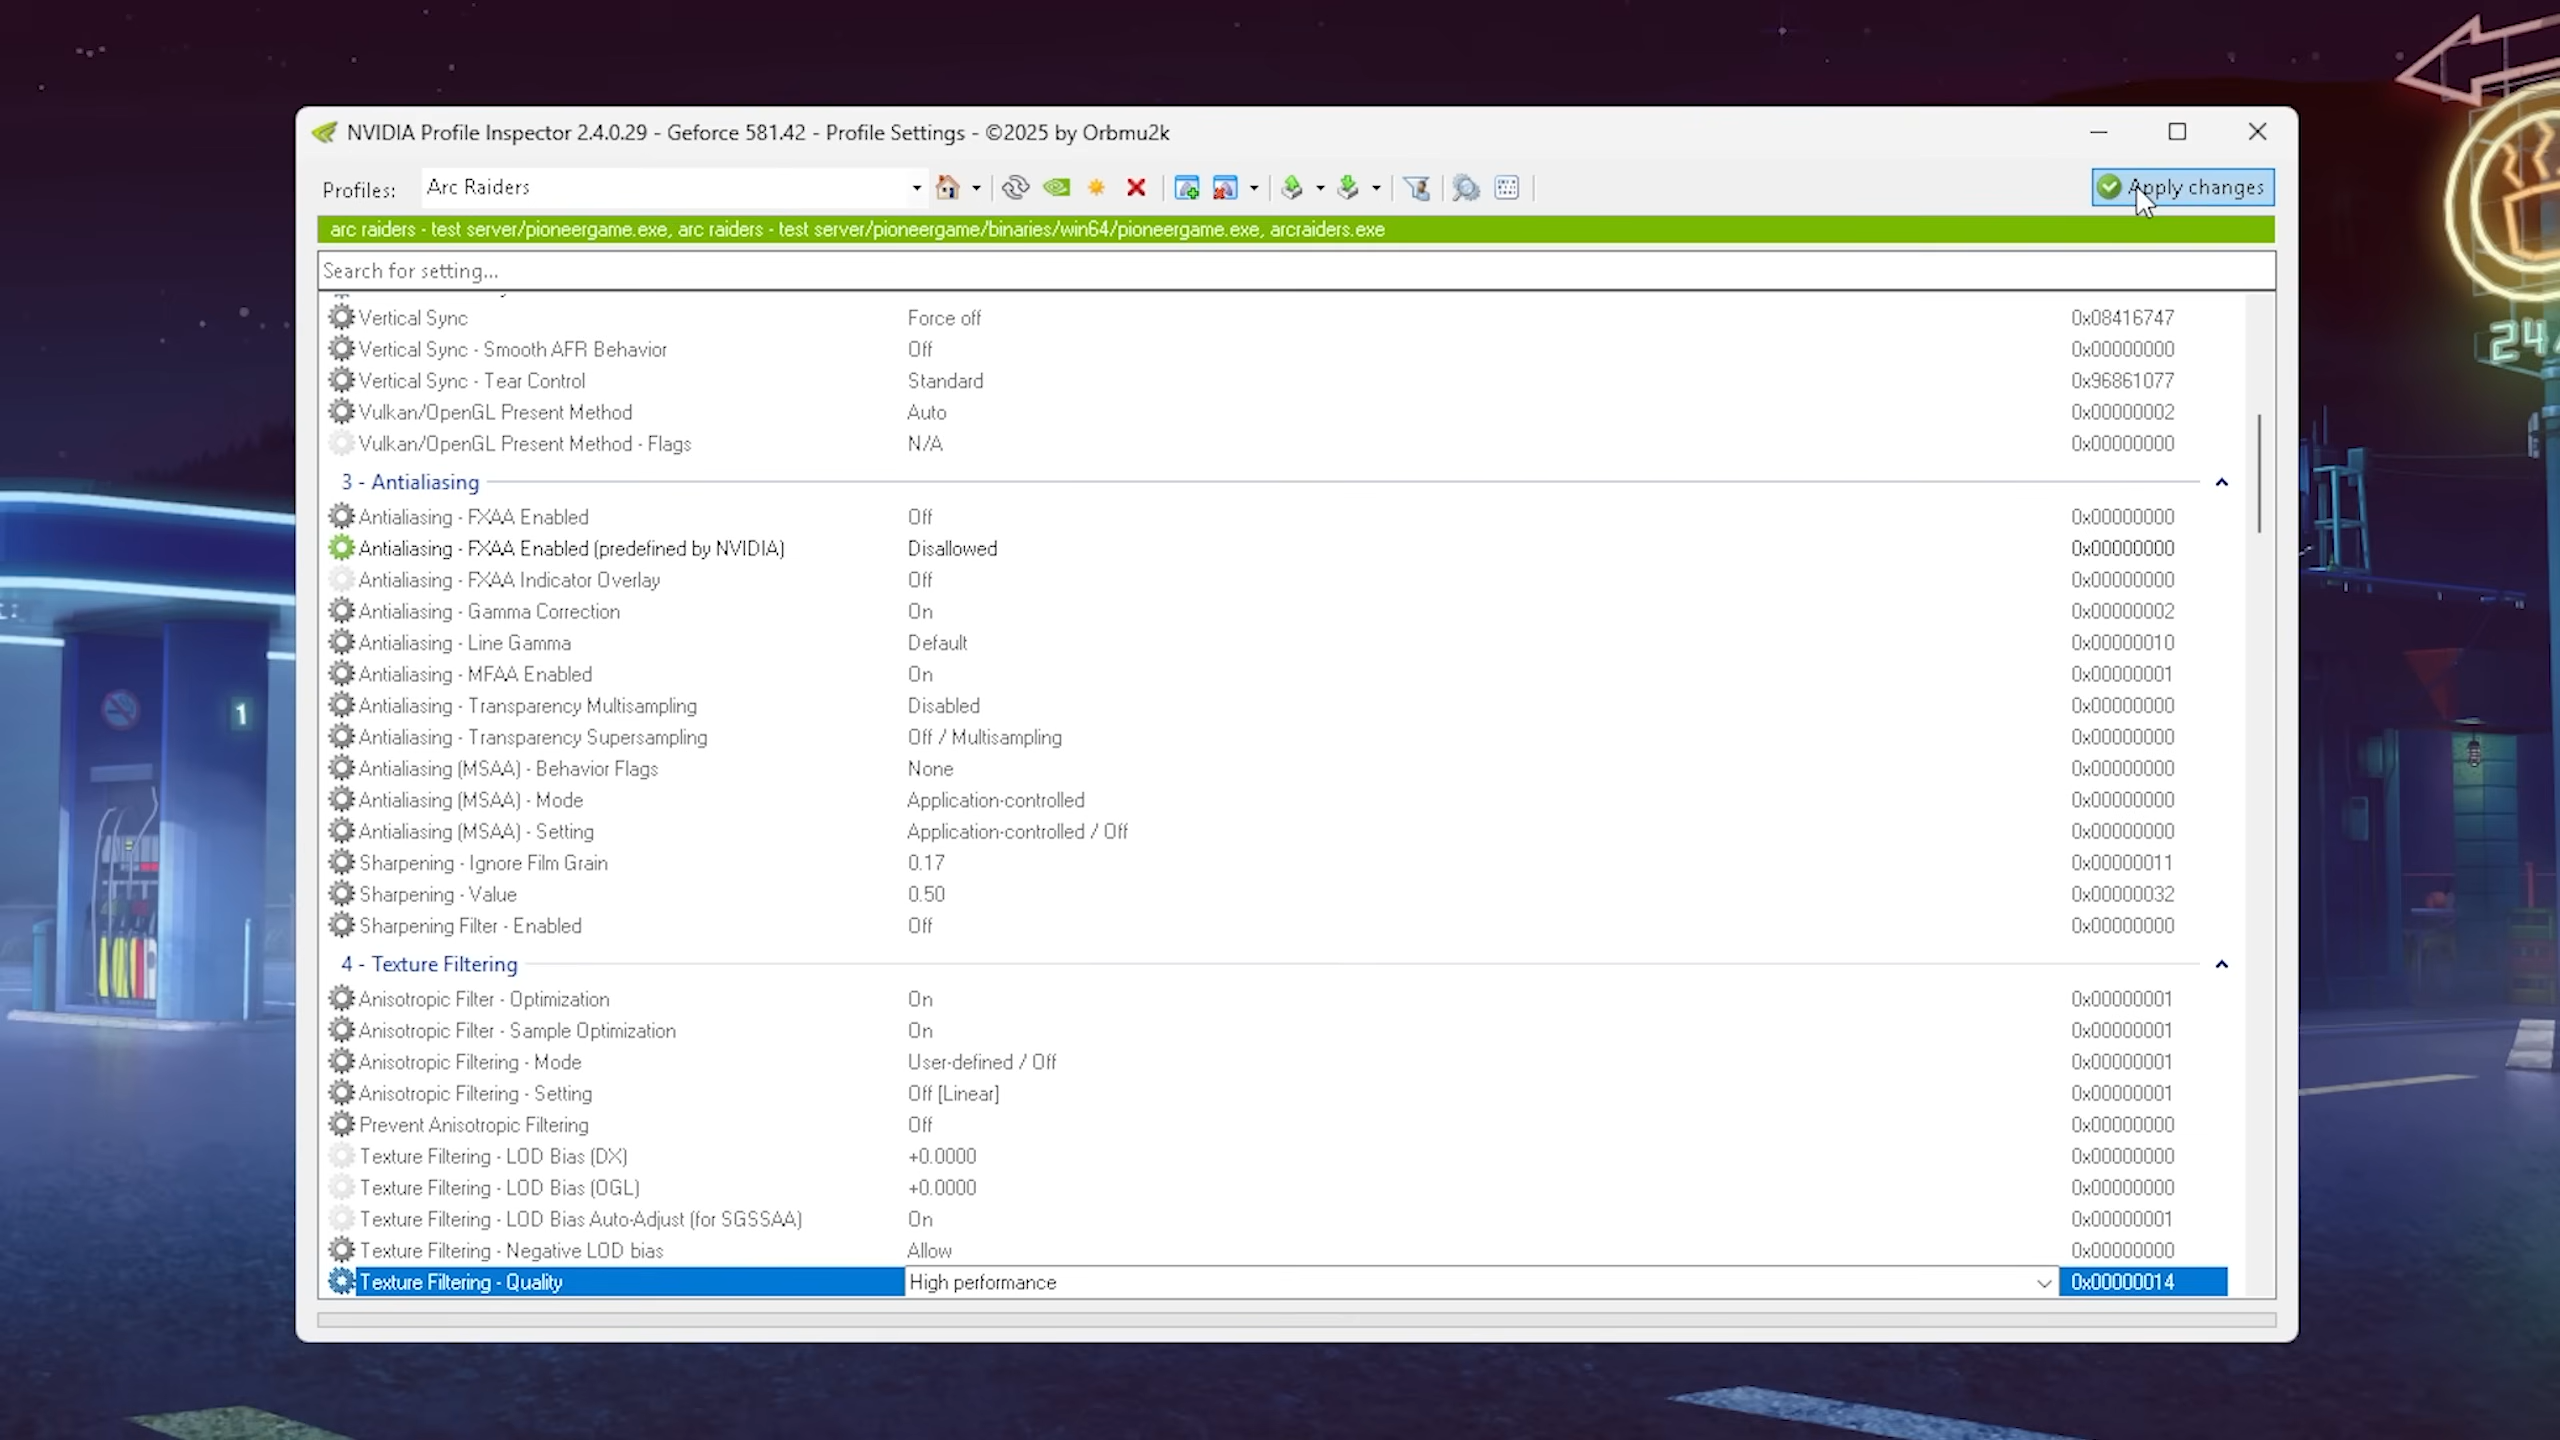 NVIDIA Profile Inspector 2.4.0.29 - Geforce 581.42 - Profile Settings - ©2025 by Orbmu2k
Profiles: Arc Raiders Apply changes
arc raiders - test server/pioneergame.exe, arc raiders - test server/pioneergame/binaries/win64/pioneergame.exe, arcraiders.exe
Search for setting...
Vertical Sync Force off 0x08416747
Vertical Sync - Smooth AFR Behavior Off 0x00000000
Vertical Sync - Tear Control Standard 0x96861077
Vulkan/OpenGL Present Method Auto 0x00000002
Vulkan/OpenGL Present Method - Flags N/A 0x00000000
3 - Antialiasing
Antialiasing - FXAA Enabled Off 0x00000000
Antialiasing - FXAA Enabled (predefined by NVIDIA) Disallowed 0x00000000
Antialiasing - FXAA Indicator Overlay Off 0x00000000
Antialiasing - Gamma Correction On 0x00000002
Antialiasing - Line Gamma Default 0x00000010
Antialiasing - MFAA Enabled On 0x00000001
Antialiasing - Transparency Multisampling Disabled 0x00000000
Antialiasing - Transparency Supersampling Off / Multisampling 0x00000000
Antialiasing (MSAA) - Behavior Flags None 0x00000000
Antialiasing (MSAA) - Mode Application-controlled 0x00000000
Antialiasing (MSAA) - Setting Application-controlled / Off 0x00000000
Sharpening - Ignore Film Grain 0.17 0x00000011
Sharpening - Value 0.50 0x00000032
Sharpening Filter - Enabled Off 0x00000000
4 - Texture Filtering
Anisotropic Filter - Optimization On 0x00000001
Anisotropic Filter - Sample Optimization On 0x00000001
Anisotropic Filtering - Mode User-defined / Off 0x00000001
Anisotropic Filtering - Setting Off [Linear] 0x00000001
Prevent Anisotropic Filtering Off 0x00000000
Texture Filtering - LOD Bias (DX) +0.0000 0x00000000
Texture Filtering - LOD Bias (OGL) +0.0000 0x00000000
Texture Filtering - LOD Bias Auto-Adjust (for SGSSAA) On 0x00000001
Texture Filtering - Negative LOD bias Allow 0x00000000
Texture Filtering - Quality High performance 0x00000014
24/
1